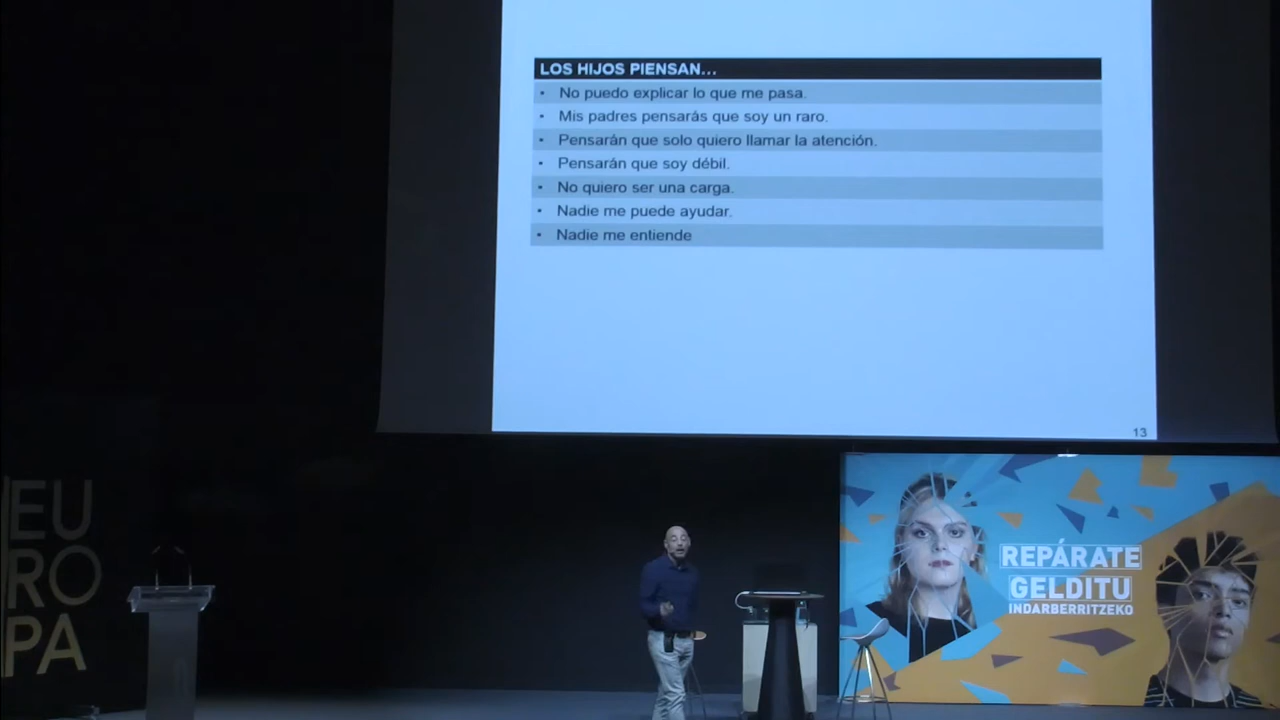 LOS HIJOS PIENSAN...
• No puedo explicar lo que me pasa.
• Mis padres pensarás que soy un raro.
• Pensarán que solo quiero llamar la atención.
• Pensarán que soy débil.
• No quiero ser una carga.
• Nadie me puede ayudar.
• Nadie me entiende
13
EU
RO
PA
REPÁRATE
GELDITU
INDARBERRITZEKO